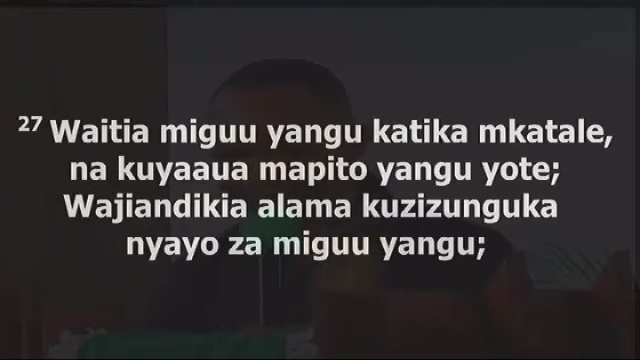 27 Waitia miguu yangu katika mkatale,
na kuyaaua mapito yangu yote;
Wajiandikia alama kuzizunguka
nyayo za miguu yangu;